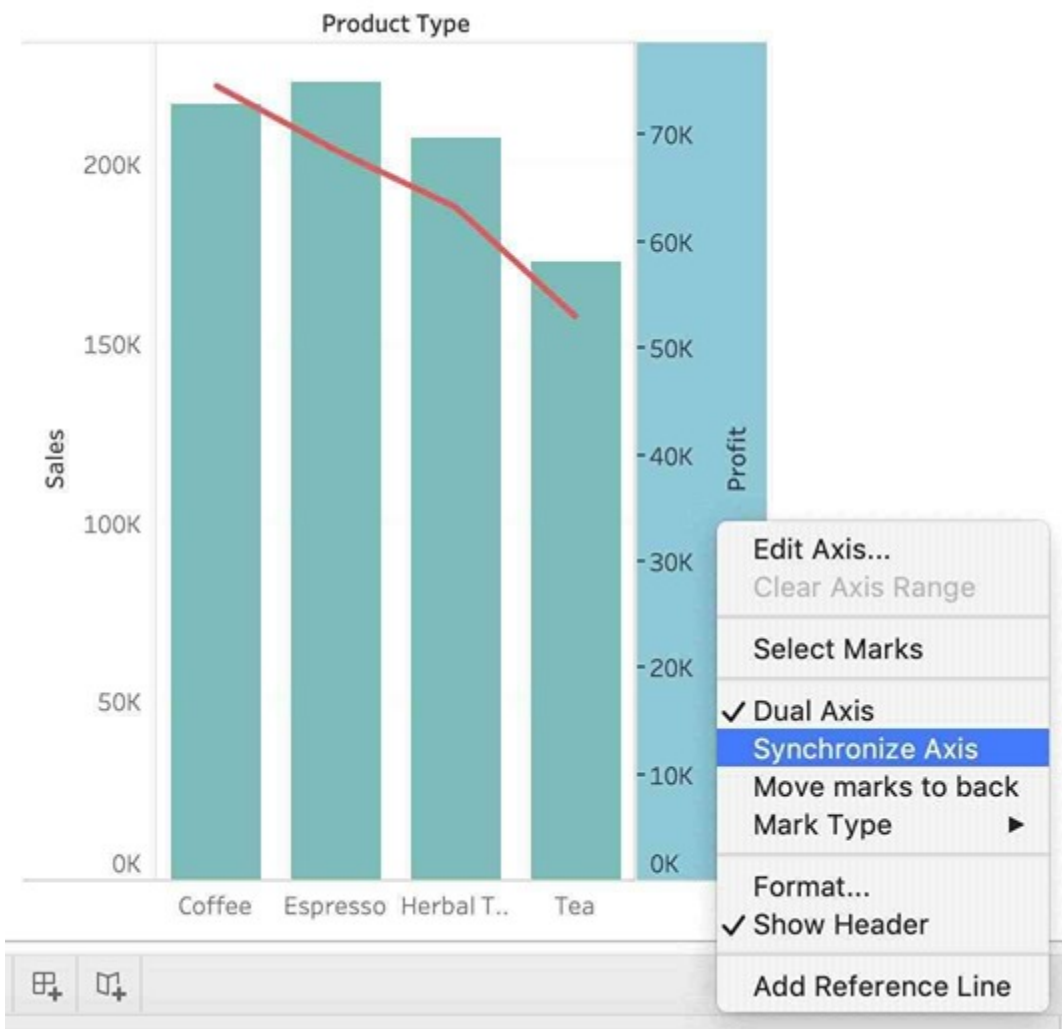 Product Type
Sales
200K
150K
100K
50K
0K
70K
60K
50K
40K
30K
20K
10K
0K
Profit
Coffee Espresso Herbal T.. Tea
Edit Axis...
Clear Axis Range
Select Marks
✓ Dual Axis
Synchronize Axis
Move marks to back
Mark Type ▶
Format...
✓ Show Header
Add Reference Line